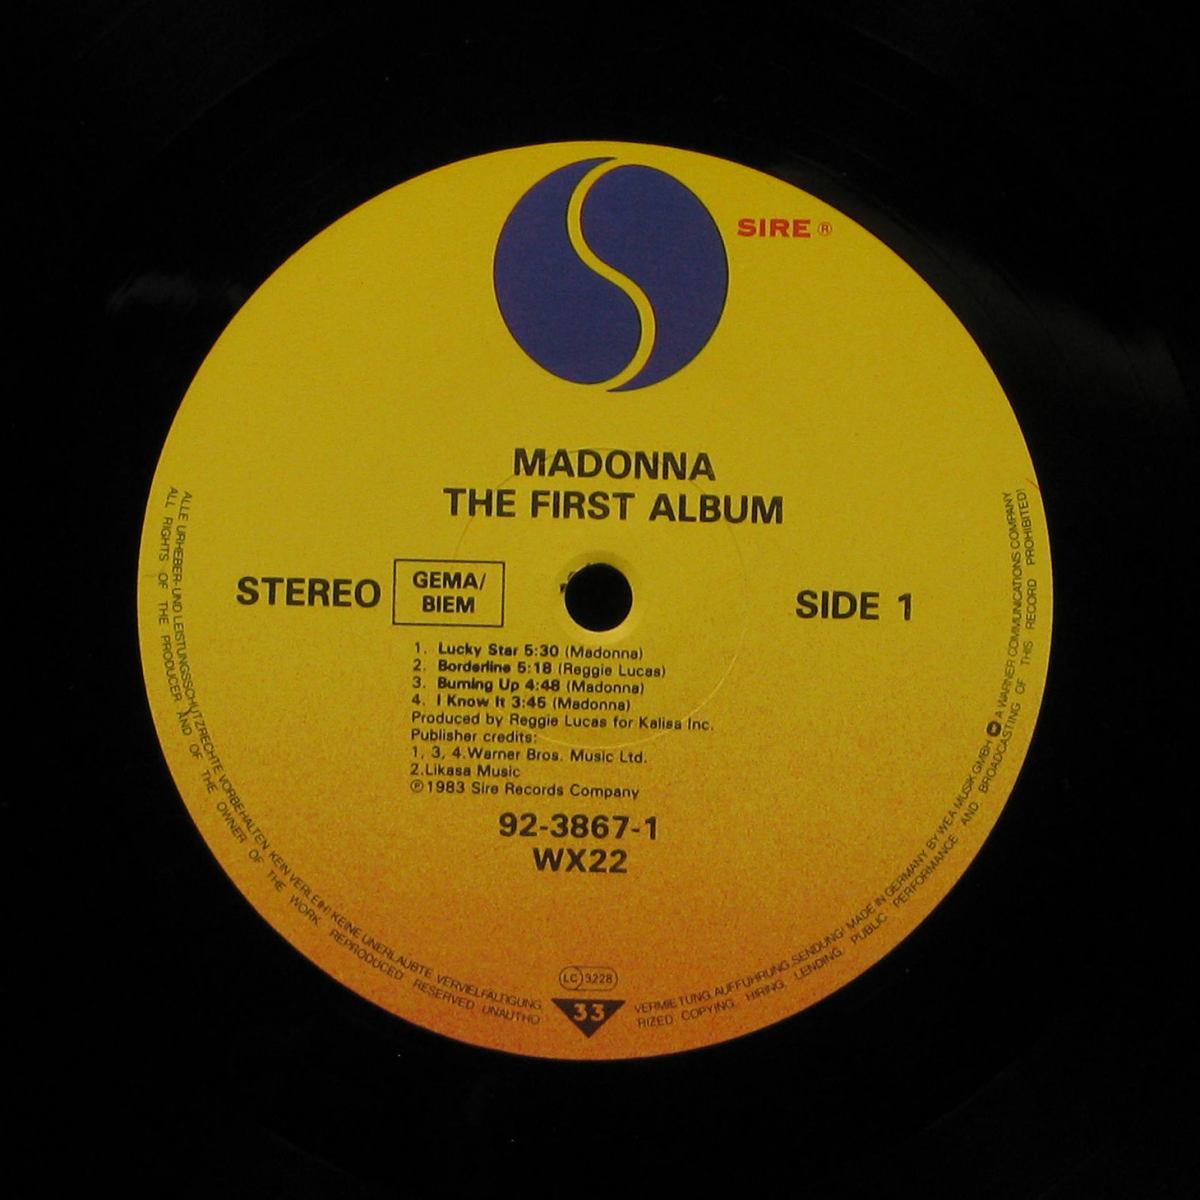 SIRE ®
MADONNA
THE FIRST ALBUM
STEREO
GEMA/
BIEM
SIDE 1
1. Lucky Star 5:30 (Madonna)
2. Borderline 5:18 (Reggie Lucas)
3. Burning Up 4:48 (Madonna)
4. I Know It 3:45 (Madonna)
Produced by Reggie Lucas for Kalisa Inc.
Publisher credits:
1, 3, 4.Warner Bros. Music Ltd.
2.Likasa Music
℗1983 Sire Records Company
92-3867-1
WX22
LC 3228
33
ALLE URHEBER- UND LEISTUNGSSCHUTZRECHTE VORBEHALTEN KEIN VERLEIH! KEINE UNERLAUBTE VERVIELFÄLTIGUNG VERMIETUNG, AUFFÜHRUNG, SENDUNG! MADE IN GERMANY BY WEA MUSIK GMBH A WARNER COMMUNICATIONS COMPANY
ALL RIGHTS OF THE PRODUCER AND OF THE OWNER OF THE WORK REPRODUCED RESERVED UNAUTHORIZED COPYING, HIRING, LENDING, PUBLIC PERFORMANCE AND BROADCASTING OF THIS RECORD PROHIBITED!